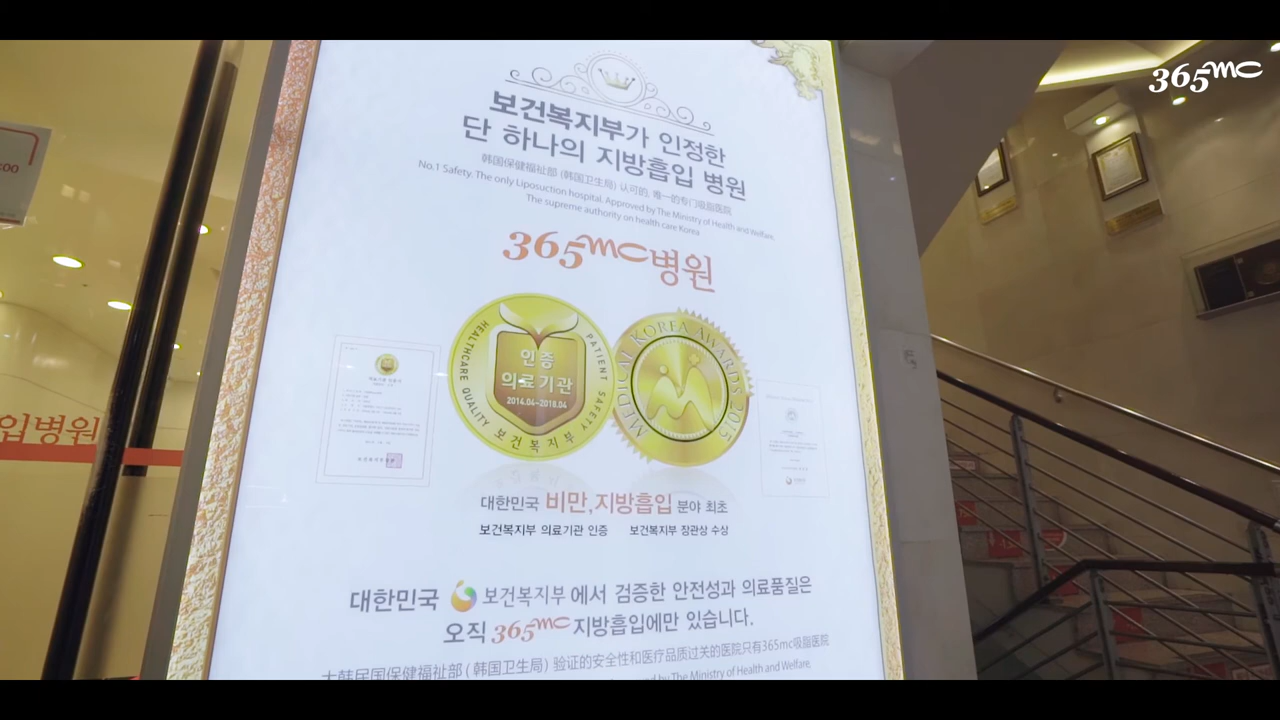 365mc
보건복지부가 인정한
단 하나의 지방흡입 병원
韩国保健福祉部 (韩国卫生局) 认可的, 唯一的专门吸脂医院
No.1 Safety. The only Liposuction hospital. Approved by The Ministry of Health and Welfare.
The supreme authority on health care Korea
365mc병원
HEALTHCARE QUALITY PATIENT SAFETY
인증
의료기관
2014.04~2018.04
보건복지부
MEDICAL KOREA AWARDS 2015
대한민국 비만, 지방흡입 분야 최초
보건복지부 의료기관 인증 보건복지부 장관상 수상
대한민국 보건복지부에서 검증한 안전성과 의료품질은
오직 365mc 지방흡입에만 있습니다.
大韩民国保健福祉部 (韩国卫生局) 验证的安全性和医疗品质过关的医院只有365mc吸脂医院
by The Ministry of Health and Welfare.
:00
입병원